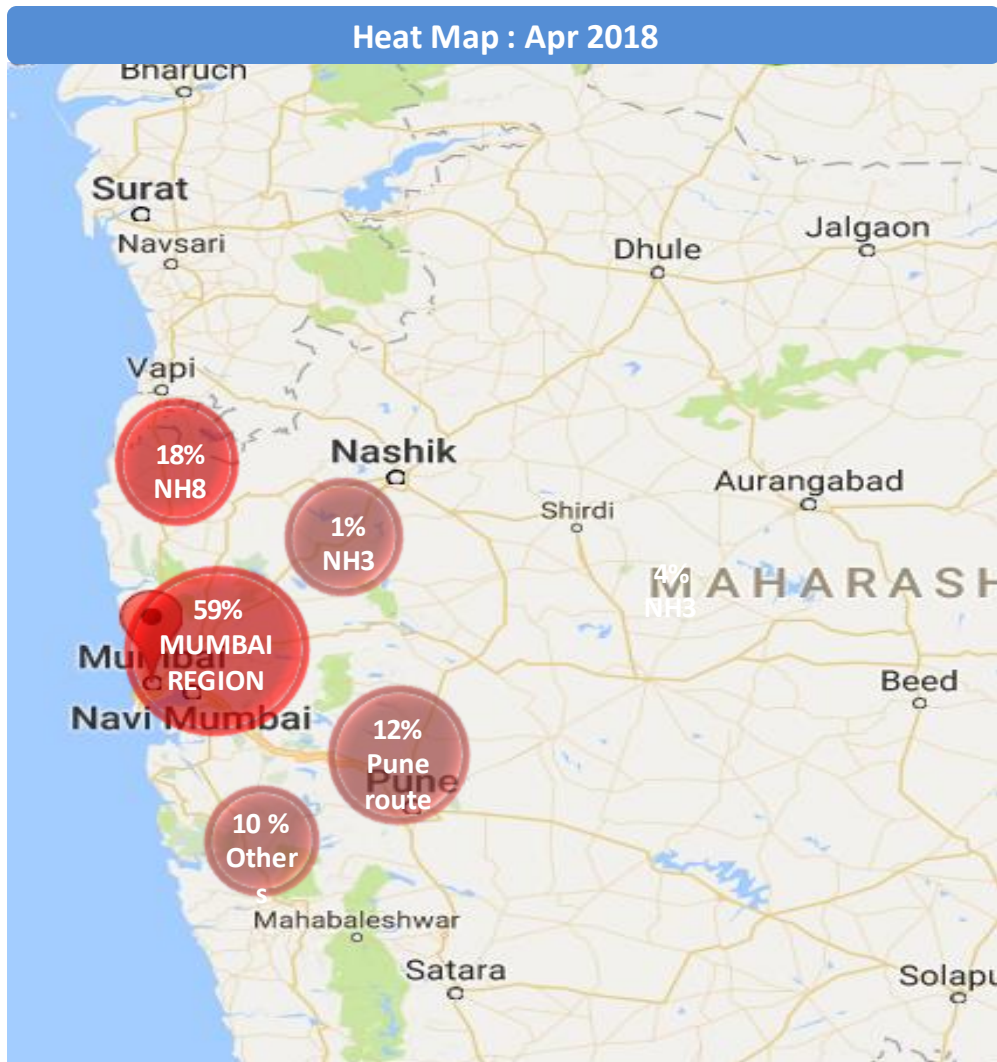 Heat Map : Apr 2018
Bharuch
Surat
Navsari
Dhule
Jalgaon
Vapi
18%
NH8
Nashik
1%
NH3
Shirdi
Aurangabad
4%
NH3
MAHARASH
59%
MUMBAI
REGION
Mumbai
Navi Mumbai
Beed
12%
Pune
route
Pune
10 %
Other
s
Mahabaleshwar
Satara
Solapu